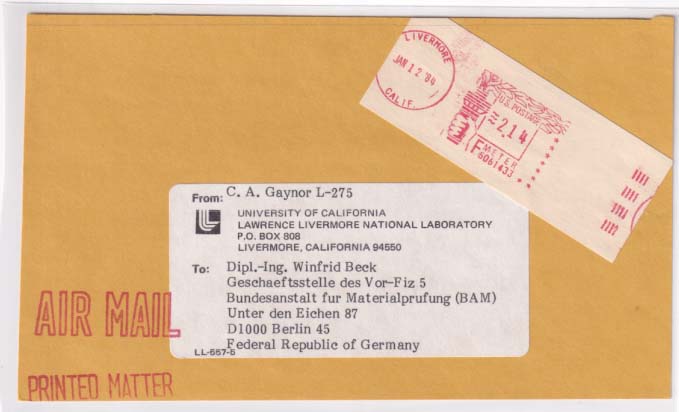 LIVERMORE
JAN 12 '84
CALIF.
U.S. POSTAGE
≈2.14
METER
F 6061433
From: C. A. Gaynor L-275
UNIVERSITY OF CALIFORNIA
LAWRENCE LIVERMORE NATIONAL LABORATORY
P.O. BOX 808
LIVERMORE, CALIFORNIA 94550
To: Dipl.-Ing. Winfrid Beck
Geschaeftsstelle des Vor-Fiz 5
Bundesanstalt fur Materialprufung (BAM)
Unter den Eichen 87
D1000 Berlin 45
Federal Republic of Germany
LL-557-5
AIR MAIL
PRINTED MATTER